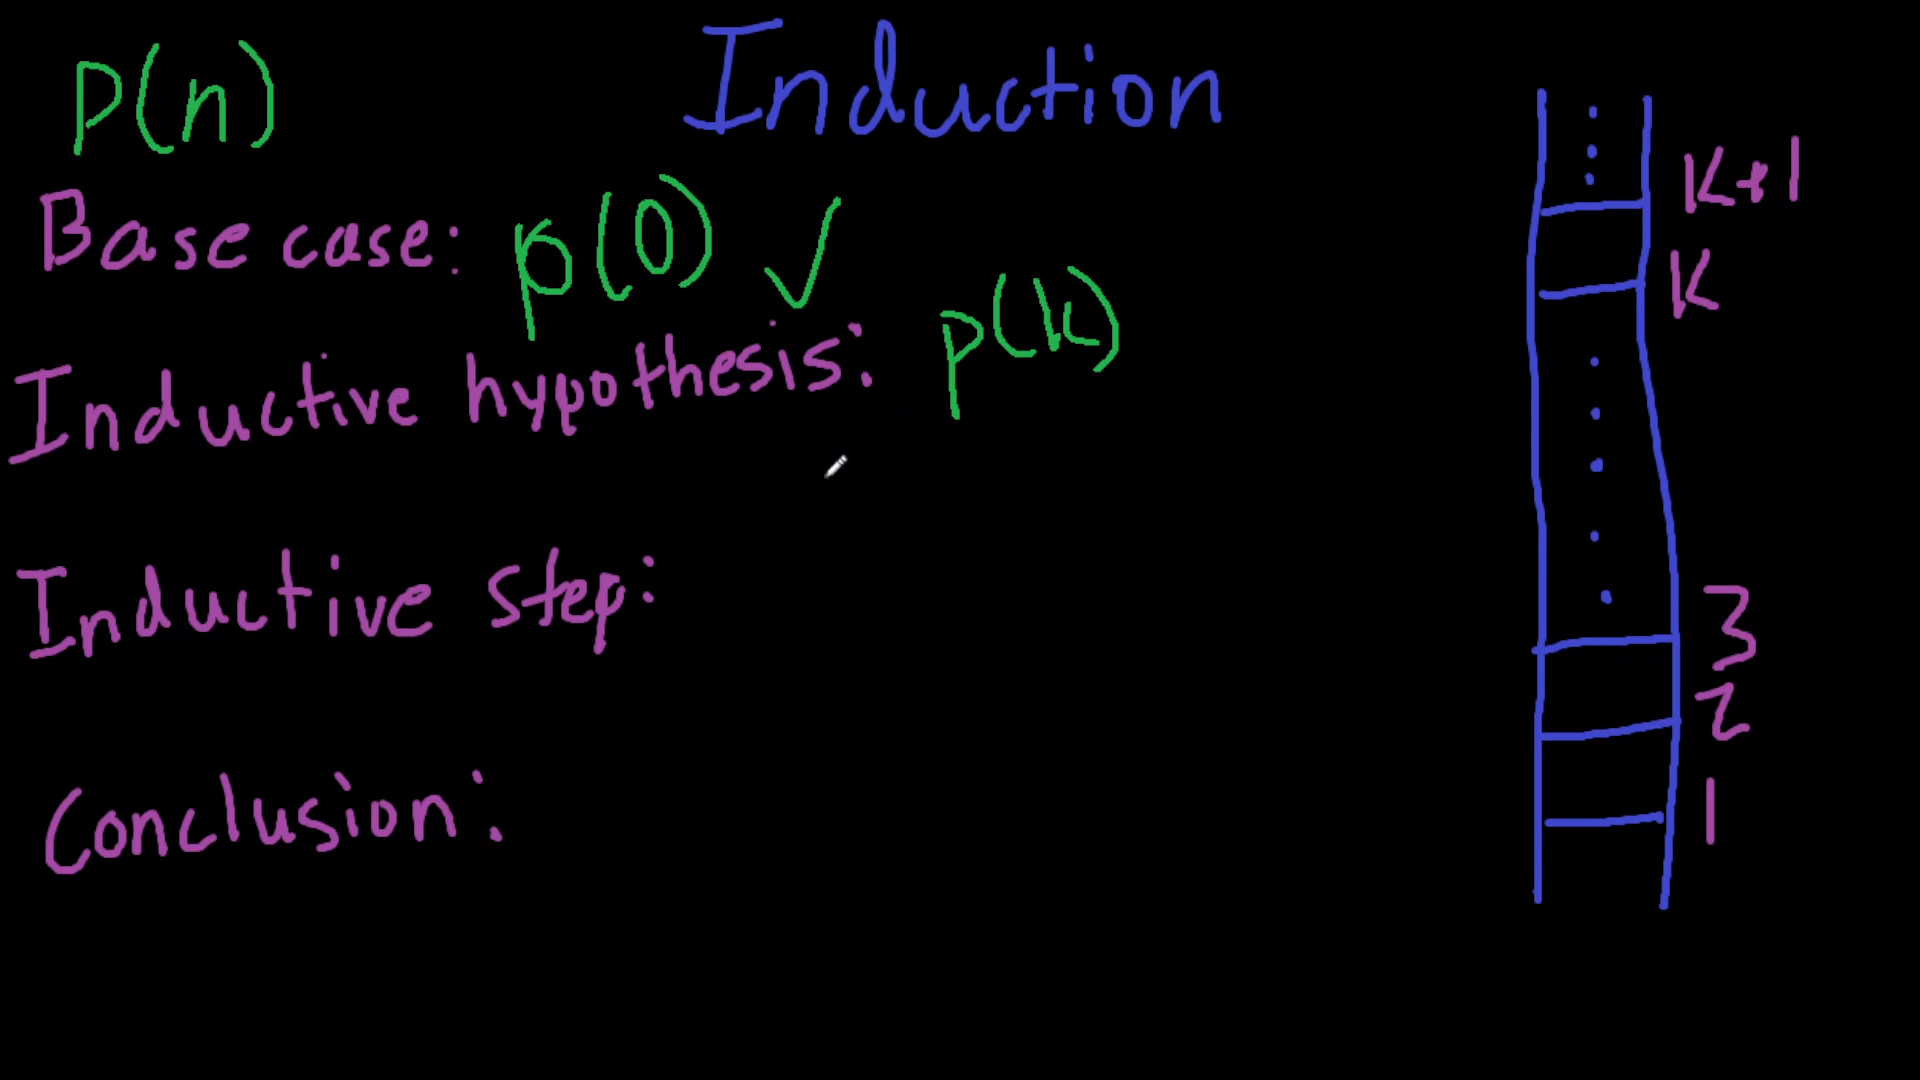 Induction
P(n)
Base case: p(0) ✓
Inductive hypothesis: p(k)
Inductive step:
Conclusion:
K+1
K
3
2
1